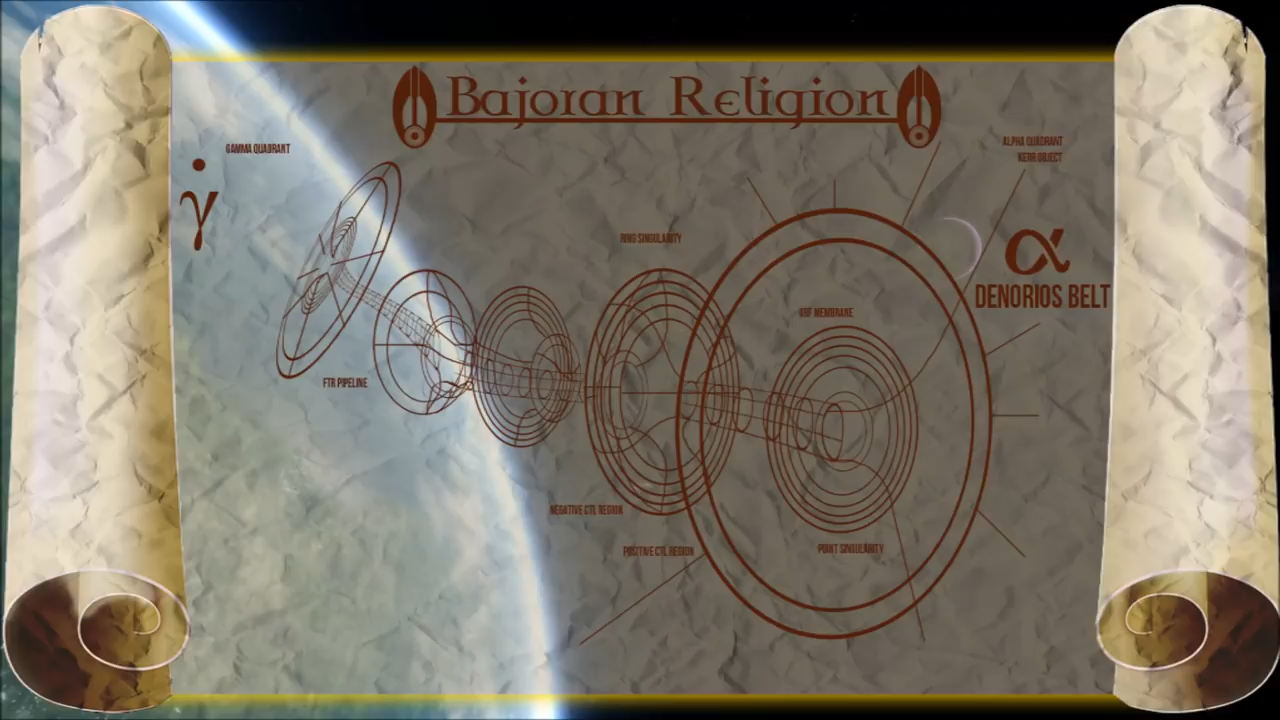 Bajoran Religion
GAMMA QUADRANT
γ̇
ALPHA QUADRANT
KERR OBJECT
α
DENORIOS BELT
RING SINGULARITY
MEMBRANE
FTR PIPELINE
NEGATIVE CTL REGION
POSITIVE CTL REGION
POINT SINGULARITY